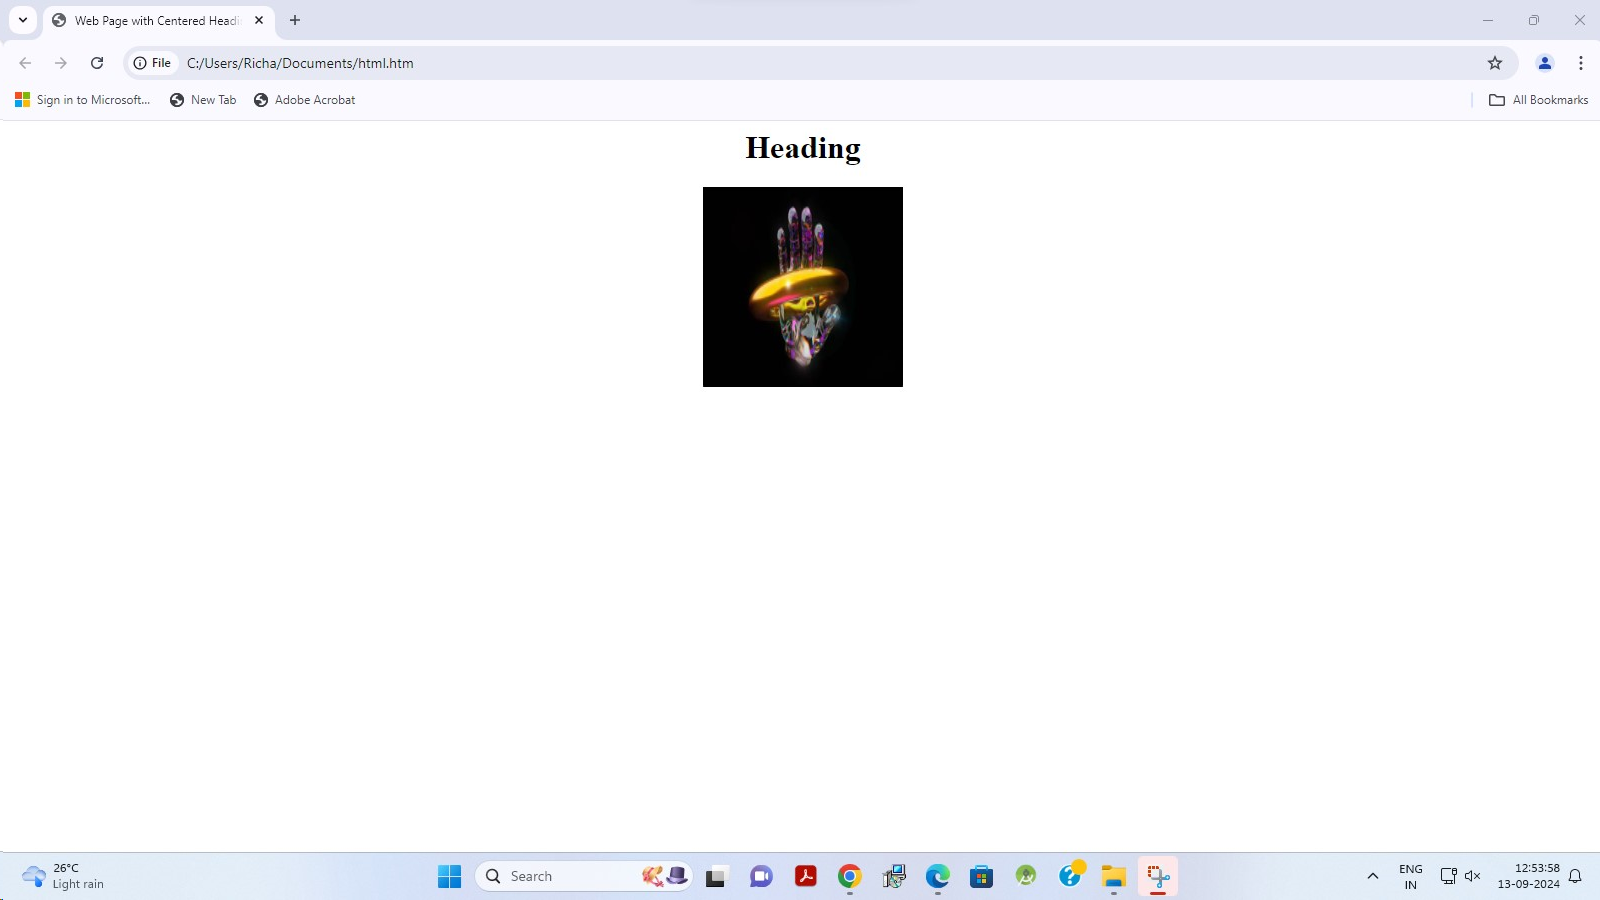 Web Page with Centered Headi
File
C:/Users/Richa/Documents/html.htm
Sign in to Microsoft...
New Tab
Adobe Acrobat
All Bookmarks
Heading
26°C
Light rain
Search
ENG
IN
12:53:58
13-09-2024